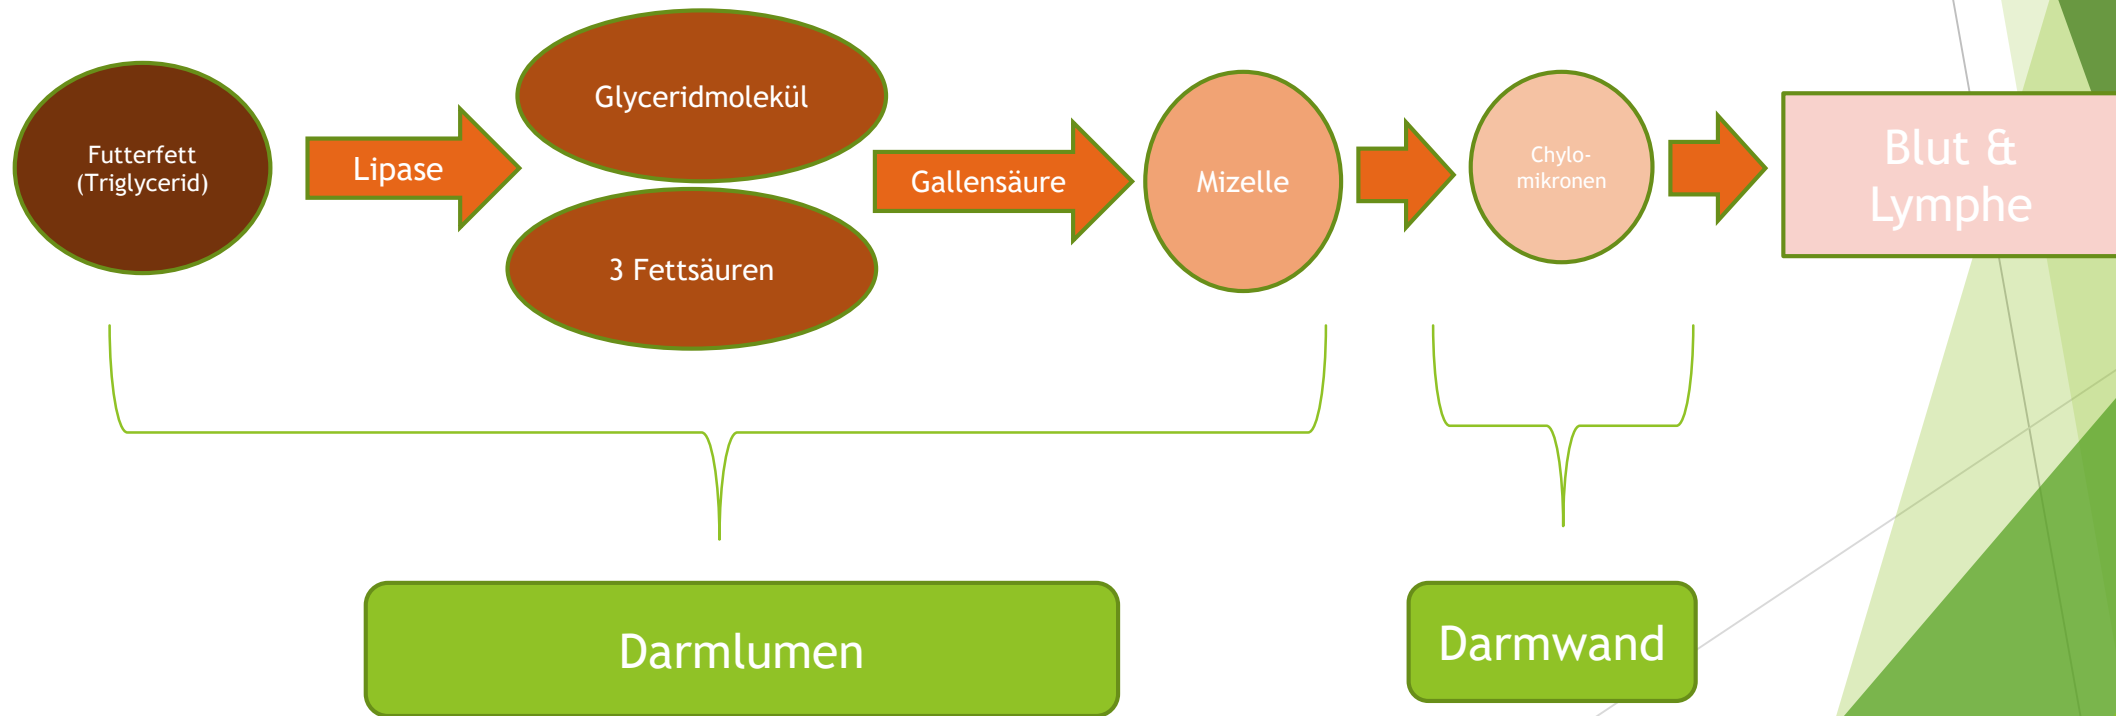 Futterfett
(Triglycerid)
Lipase
Glyceridmolekül
3 Fettsäuren
Gallensäure
Mizelle
Chylo-
mikronen
Blut &
Lymphe
Darmlumen
Darmwand